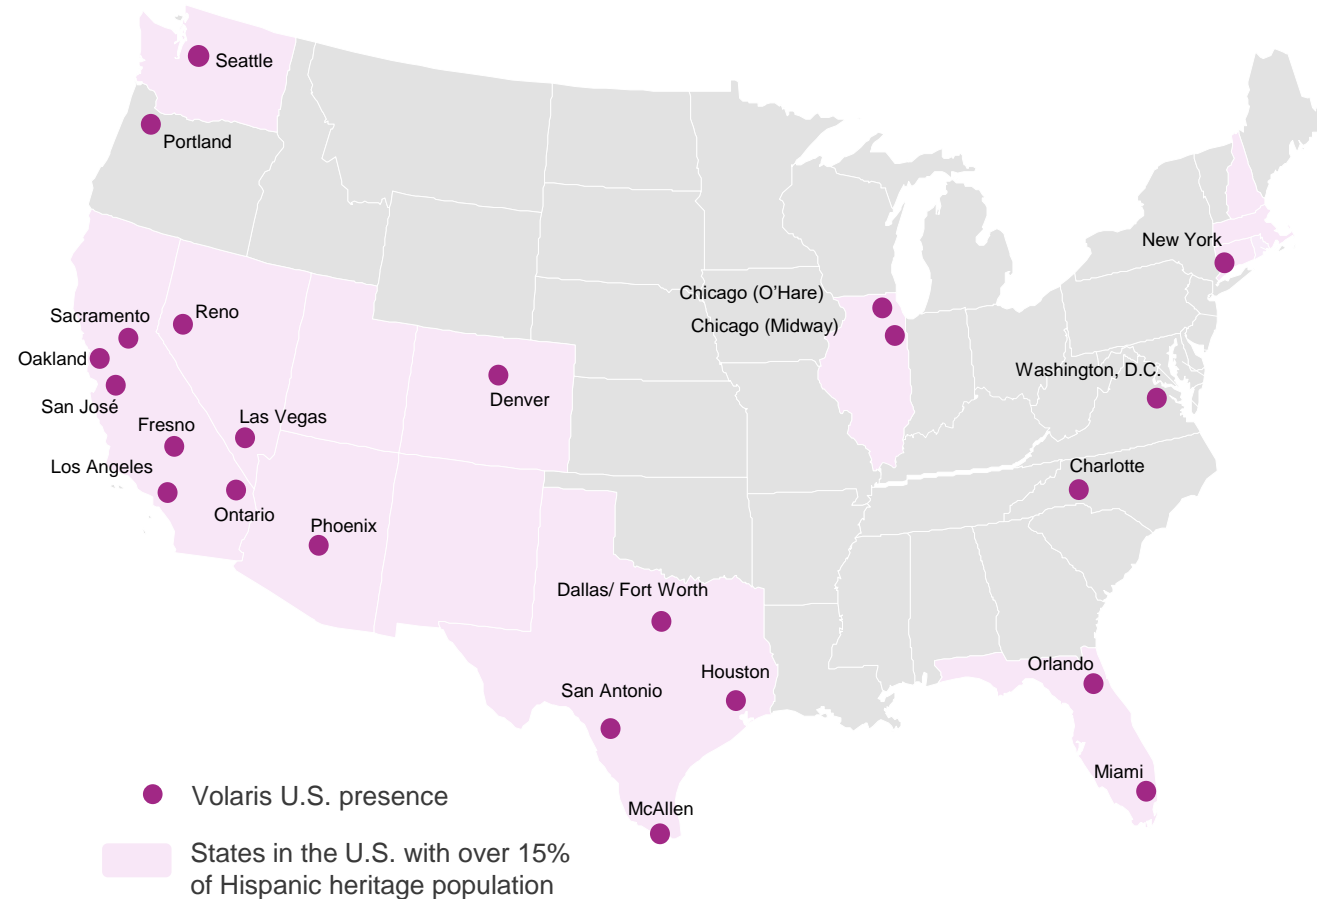 Seattle
Portland
New York
Chicago (O’Hare)
Sacramento
Reno
Chicago (Midway)
Oakland
Washington, D.C.
San José
Denver
Las Vegas
Fresno
Los Angeles
Charlotte
Ontario
Phoenix
Dallas/ Fort Worth
Orlando
Houston
San Antonio
Miami
McAllen
Volaris U.S. presence
States in the U.S. with over 15%
of Hispanic heritage population